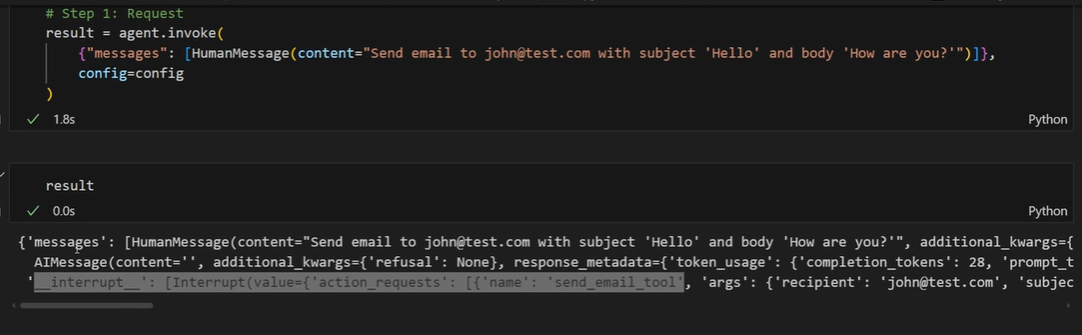 # Step 1: Request
result = agent.invoke(
{"messages": [HumanMessage(content="Send email to john@test.com with subject 'Hello' and body 'How are you?'")]},
config=config
)
1.8s
Python
result
0.0s
Python
{'messages': [HumanMessage(content="Send email to john@test.com with subject 'Hello' and body 'How are you?'", additional_kwargs={
AIMessage(content='', additional_kwargs={'refusal': None}, response_metadata={'token_usage': {'completion_tokens': 28, 'prompt_t
'__interrupt__': [Interrupt(value={'action_requests': [{'name': 'send_email_tool', 'args': {'recipient': 'john@test.com', 'subjec